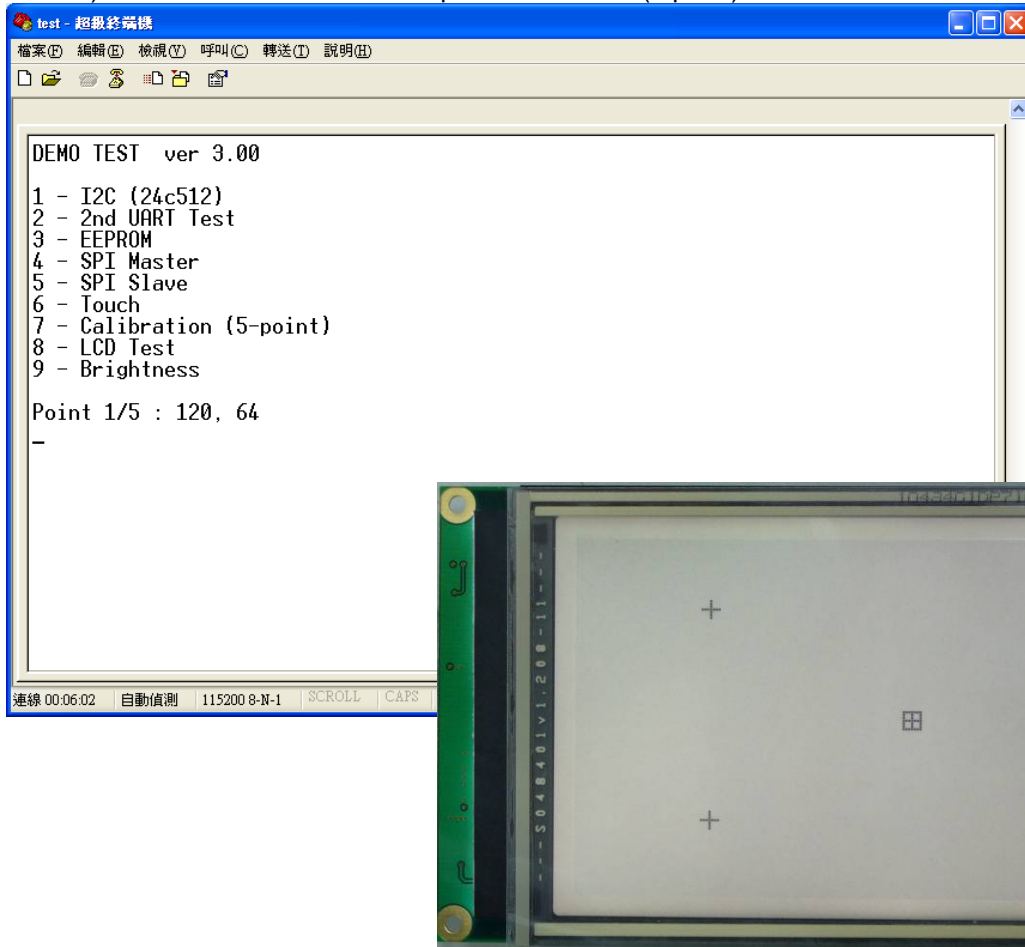 test - 超級終端機
檔案(F) 編輯(E) 檢視(V) 呼叫(C) 轉送(T) 說明(H)
DEMO TEST ver 3.00
1 - I2C (24c512)
2 - 2nd UART Test
3 - EEPROM
4 - SPI Master
5 - SPI Slave
6 - Touch
7 - Calibration (5-point)
8 - LCD Test
9 - Brightness
Point 1/5 : 120, 64
連線 00:06:02 自動偵測 115200 8-N-1 SCROLL CAPS
---S048401v1.208-11---